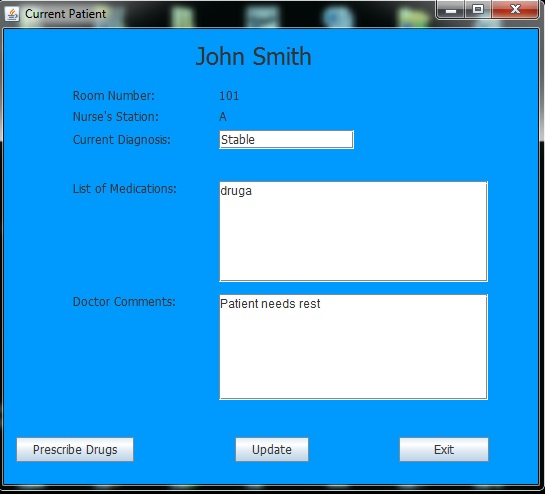 Current Patient
John Smith
Room Number: 101
Nurse's Station: A
Current Diagnosis: Stable
List of Medications: druga
Doctor Comments: Patient needs rest
Prescribe Drugs Update Exit